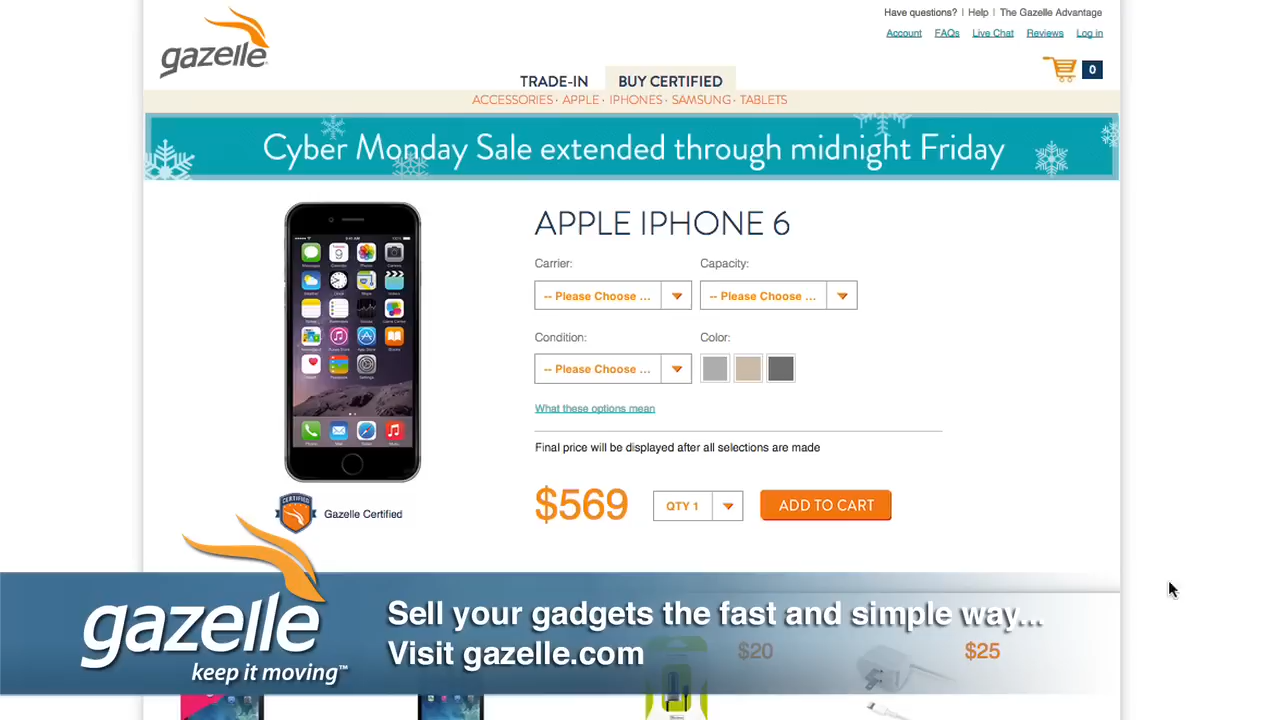 Have questions? | Help | The Gazelle Advantage
gazelle
Account FAQs Live Chat Reviews Log in
0
TRADE-IN BUY CERTIFIED
ACCESSORIES · APPLE · IPHONES · SAMSUNG · TABLETS
Cyber Monday Sale extended through midnight Friday
APPLE IPHONE 6
Carrier: Capacity:
-- Please Choose ... -- Please Choose ...
Condition: Color:
-- Please Choose ...
What these options mean
Final price will be displayed after all selections are made
$569 QTY 1 ADD TO CART
CERTIFIED
Gazelle Certified
gazelle
keep it moving™
Sell your gadgets the fast and simple way...
Visit gazelle.com
$20 $25